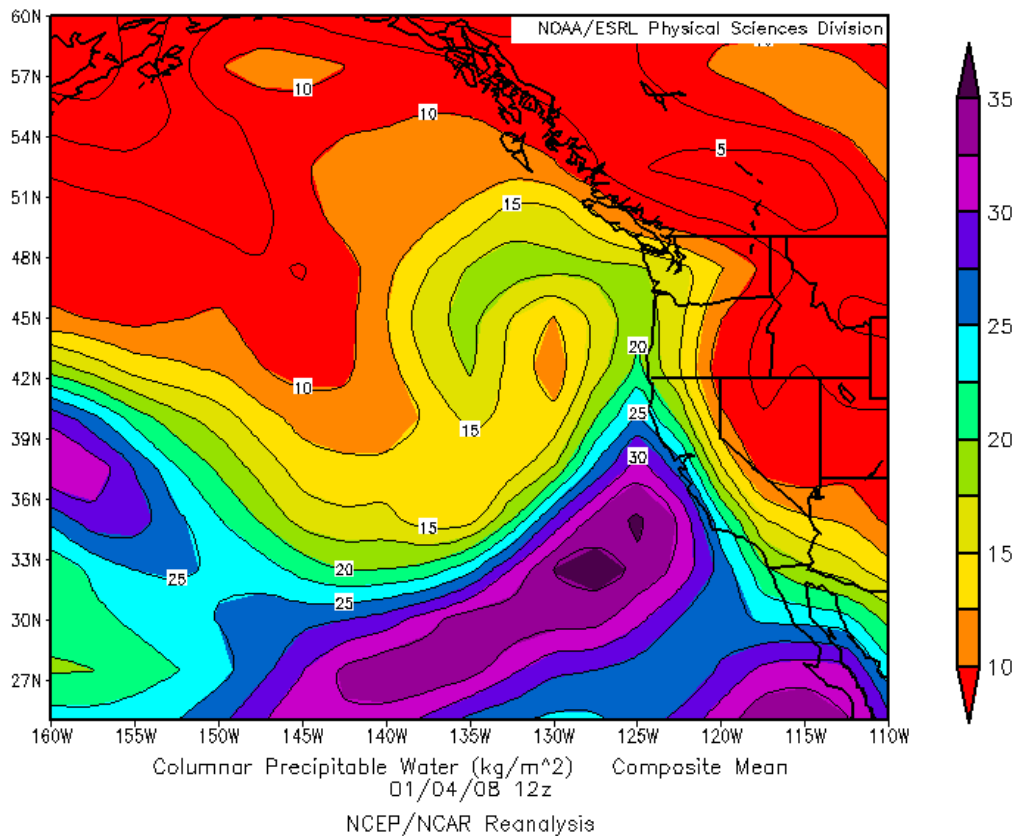 NOAA/ESRL Physical Sciences Division
60N
57N
54N
51N
48N
45N
42N
39N
36N
33N
30N
27N
10
10
5
15
20
10
25
15
30
15
20
25
25
160W 155W 150W 145W 140W 135W 130W 125W 120W 115W 110W
35
30
25
20
15
10
Columnar Precipitable Water (kg/m^2) Composite Mean
01/04/08 12z
NCEP/NCAR Reanalysis